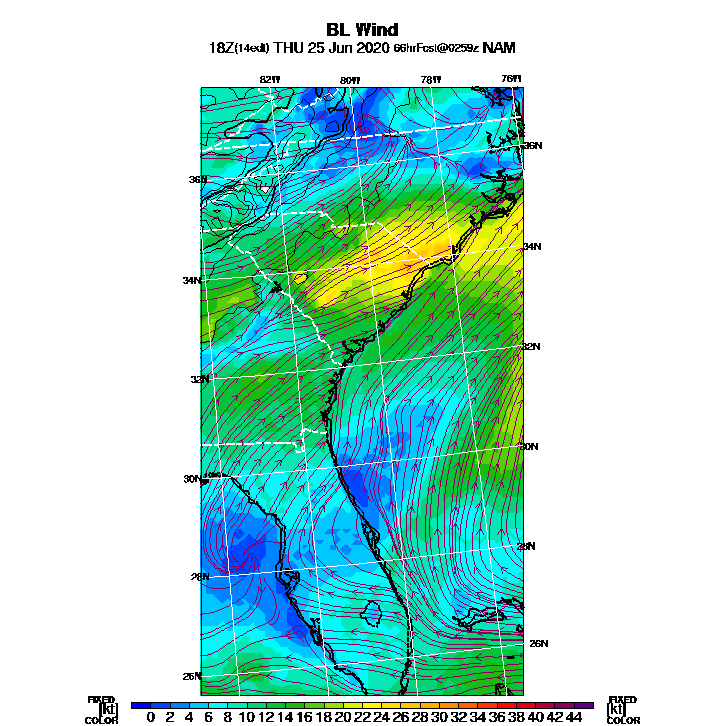 BL Wind
18Z(14edt) THU 25 Jun 2020 66hrFcst@0259z NAM
82W 80W 78W 76W
36N
36N
34N
34N
32N
32N
30N
30N
28N
28N
26N
26N
FIXED FIXED
[kt] [kt]
COLOR COLOR
0 2 4 6 8 10 12 14 16 18 20 22 24 26 28 30 32 34 36 38 40 42 44